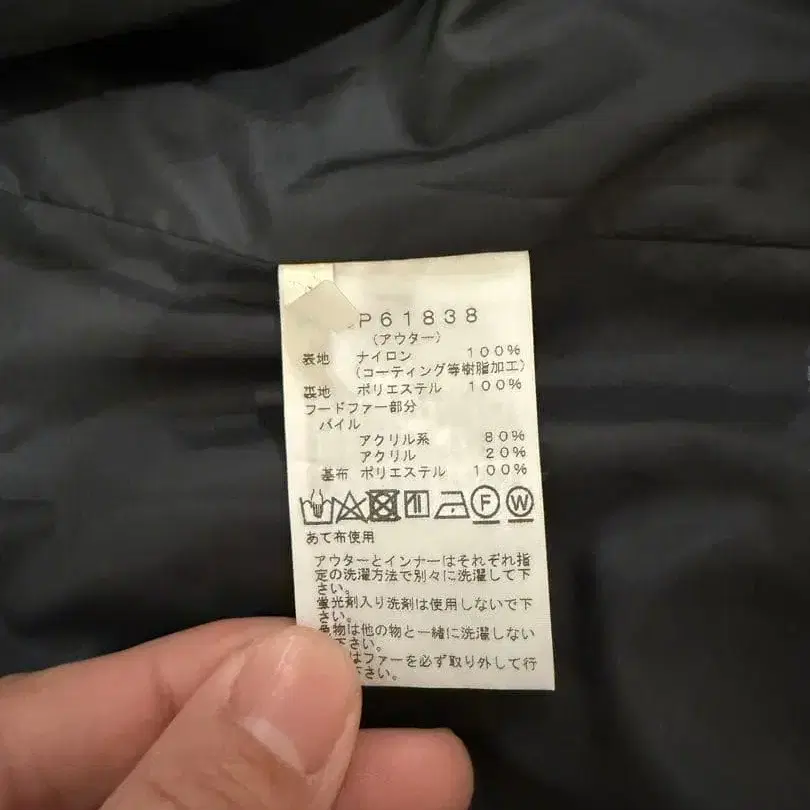 P61838
(アウター)
表地 ナイロン 100%
(コーティング等樹脂加工)
裏地 ポリエステル 100%
フードファー部分
パイル
アクリル系 80%
アクリル 20%
基布 ポリエステル 100%
F W
あて布使用
アウターとインナーはそれぞれ指
定の洗濯方法で別々に洗濯して下
さい。
蛍光剤入り洗剤は使用しないで下
さい。
色物は他の物と一緒に洗濯しない
下さい。
はファーを必ず取り外して行
さい。